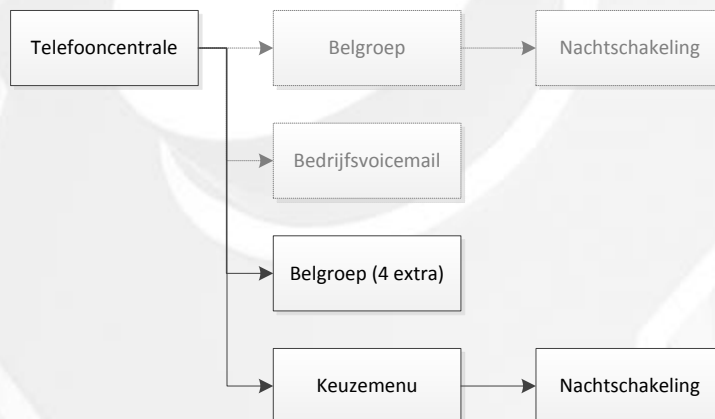 Telefooncentrale
Belgroep
Nachtschakeling
Bedrijfsvoicemail
Belgroep (4 extra)
Keuzemenu
Nachtschakeling